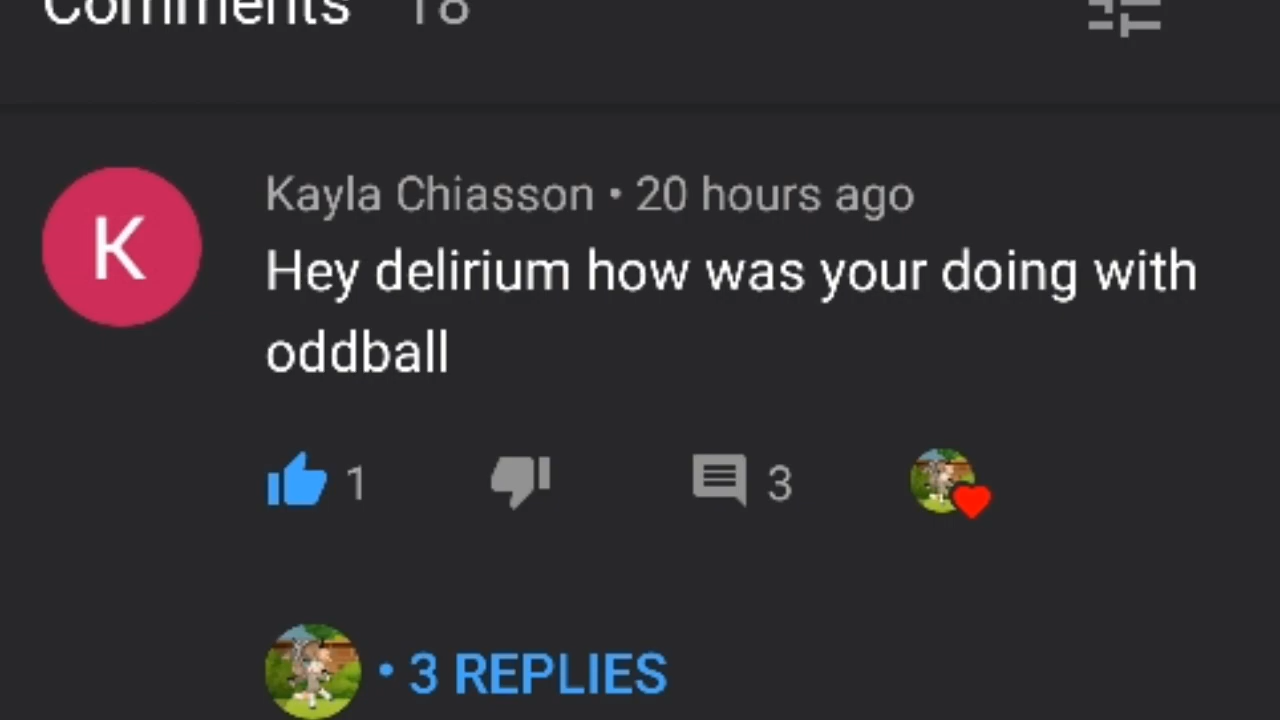 Comments 18
K
Kayla Chiasson • 20 hours ago
Hey delirium how was your doing with
oddball
1 3
• 3 REPLIES